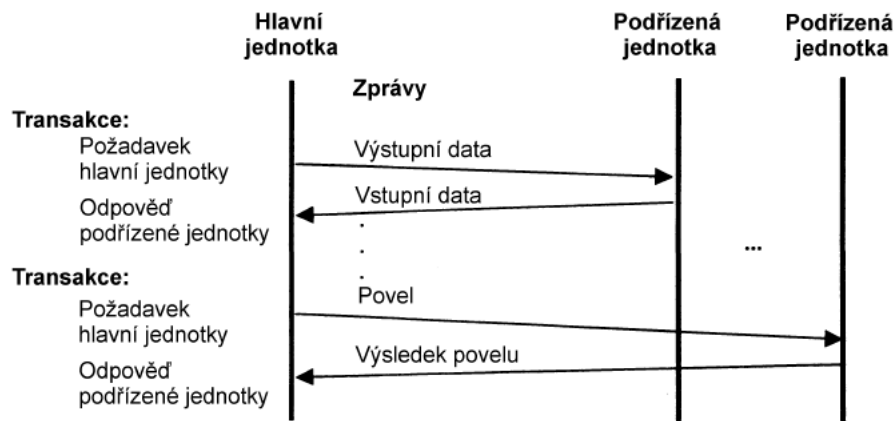 Hlavní
jednotka
Podřízená
jednotka
Podřízená
jednotka
Zprávy
Transakce:
Požadavek
hlavní jednotky
Výstupní data
Odpověď
podřízené jednotky
Vstupní data
.
.
.
...
Transakce:
Požadavek
hlavní jednotky
Povel
Odpověď
podřízené jednotky
Výsledek povelu